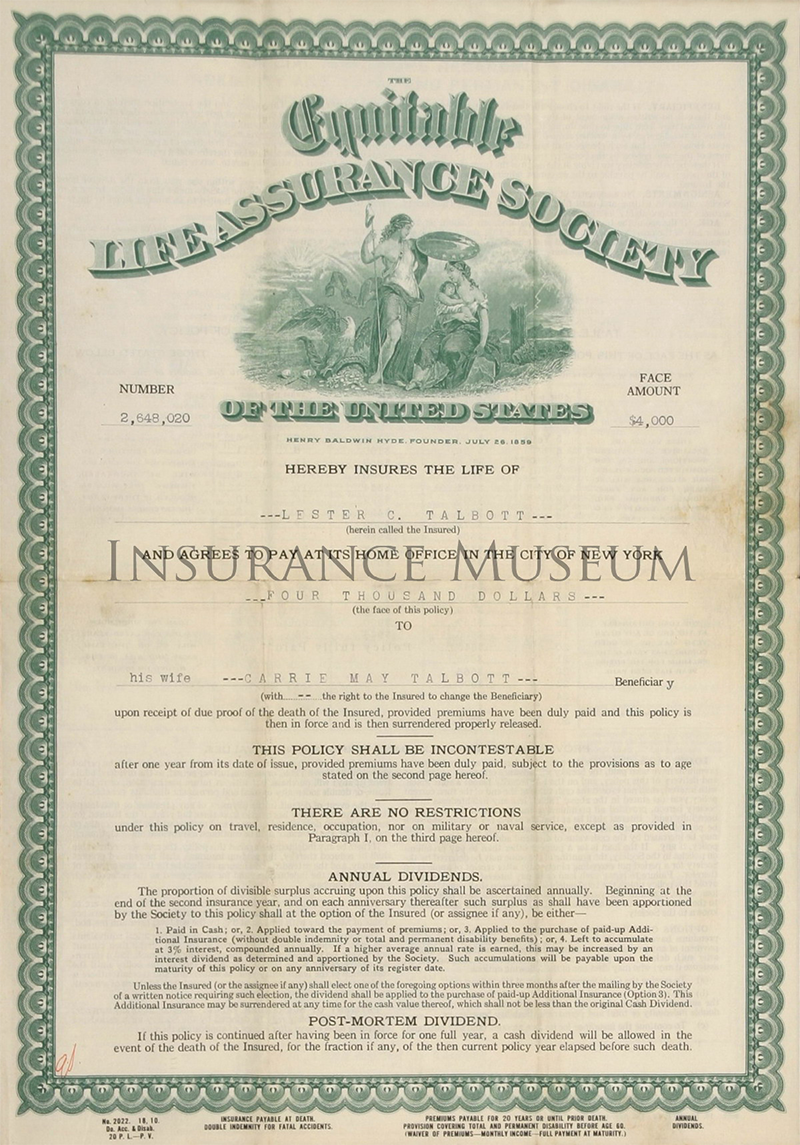 THE
Equitable
LIFE ASSURANCE SOCIETY
NUMBER
FACE
AMOUNT
2,648,020
OF THE UNITED STATES
$4,000
HENRY BALDWIN HYDE, FOUNDER, JULY 26, 1859
HEREBY INSURES THE LIFE OF
---LESTER C. TALBOTT---
(herein called the Insured)
AND AGREES TO PAY AT ITS HOME OFFICE IN THE CITY OF NEW YORK
INSURANCE MUSEUM
---FOUR THOUSAND DOLLARS---
(the face of this policy)
TO
his wife ---CARRIE MAY TALBOTT--- Beneficiary
(with -- the right to the Insured to change the Beneficiary)
upon receipt of due proof of the death of the Insured, provided premiums have been duly paid and this policy is
then in force and is then surrendered properly released.
THIS POLICY SHALL BE INCONTESTABLE
after one year from its date of issue, provided premiums have been duly paid, subject to the provisions as to age
stated on the second page hereof.
THERE ARE NO RESTRICTIONS
under this policy on travel, residence, occupation, nor on military or naval service, except as provided in
Paragraph I, on the third page hereof.
ANNUAL DIVIDENDS.
The proportion of divisible surplus accruing upon this policy shall be ascertained annually. Beginning at the
end of the second insurance year, and on each anniversary thereafter such surplus as shall have been apportioned
by the Society to this policy shall at the option of the Insured (or assignee if any), be either—
1. Paid in Cash; or, 2. Applied toward the payment of premiums; or, 3. Applied to the purchase of paid-up Addi-
tional Insurance (without double indemnity or total and permanent disability benefits); or, 4. Left to accumulate
at 3% interest, compounded annually. If a higher average annual rate is earned, this may be increased by an
interest dividend as determined and apportioned by the Society. Such accumulations will be payable upon the
maturity of this policy or on any anniversary of its register date.
Unless the Insured (or the assignee if any) shall elect one of the foregoing options within three months after the mailing by the Society
of a written notice requiring such election, the dividend shall be applied to the purchase of paid-up Additional Insurance (Option 3). This
Additional Insurance may be surrendered at any time for the cash value thereof, which shall not be less than the original Cash Dividend.
POST-MORTEM DIVIDEND.
If this policy is continued after having been in force for one full year, a cash dividend will be allowed in the
event of the death of the Insured, for the fraction if any, of the then current policy year elapsed before such death.
No. 2022. 18, 10.
Do. Acc. & Disab.
20 P. L.—P. V.
INSURANCE PAYABLE AT DEATH.
DOUBLE INDEMNITY FOR FATAL ACCIDENTS.
PREMIUMS PAYABLE FOR 20 YEARS OR UNTIL PRIOR DEATH.
PROVISION COVERING TOTAL AND PERMANENT DISABILITY BEFORE AGE 60.
(WAIVER OF PREMIUMS—MONTHLY INCOME—FULL PAYMENT AT MATURITY.)
ANNUAL
DIVIDENDS.